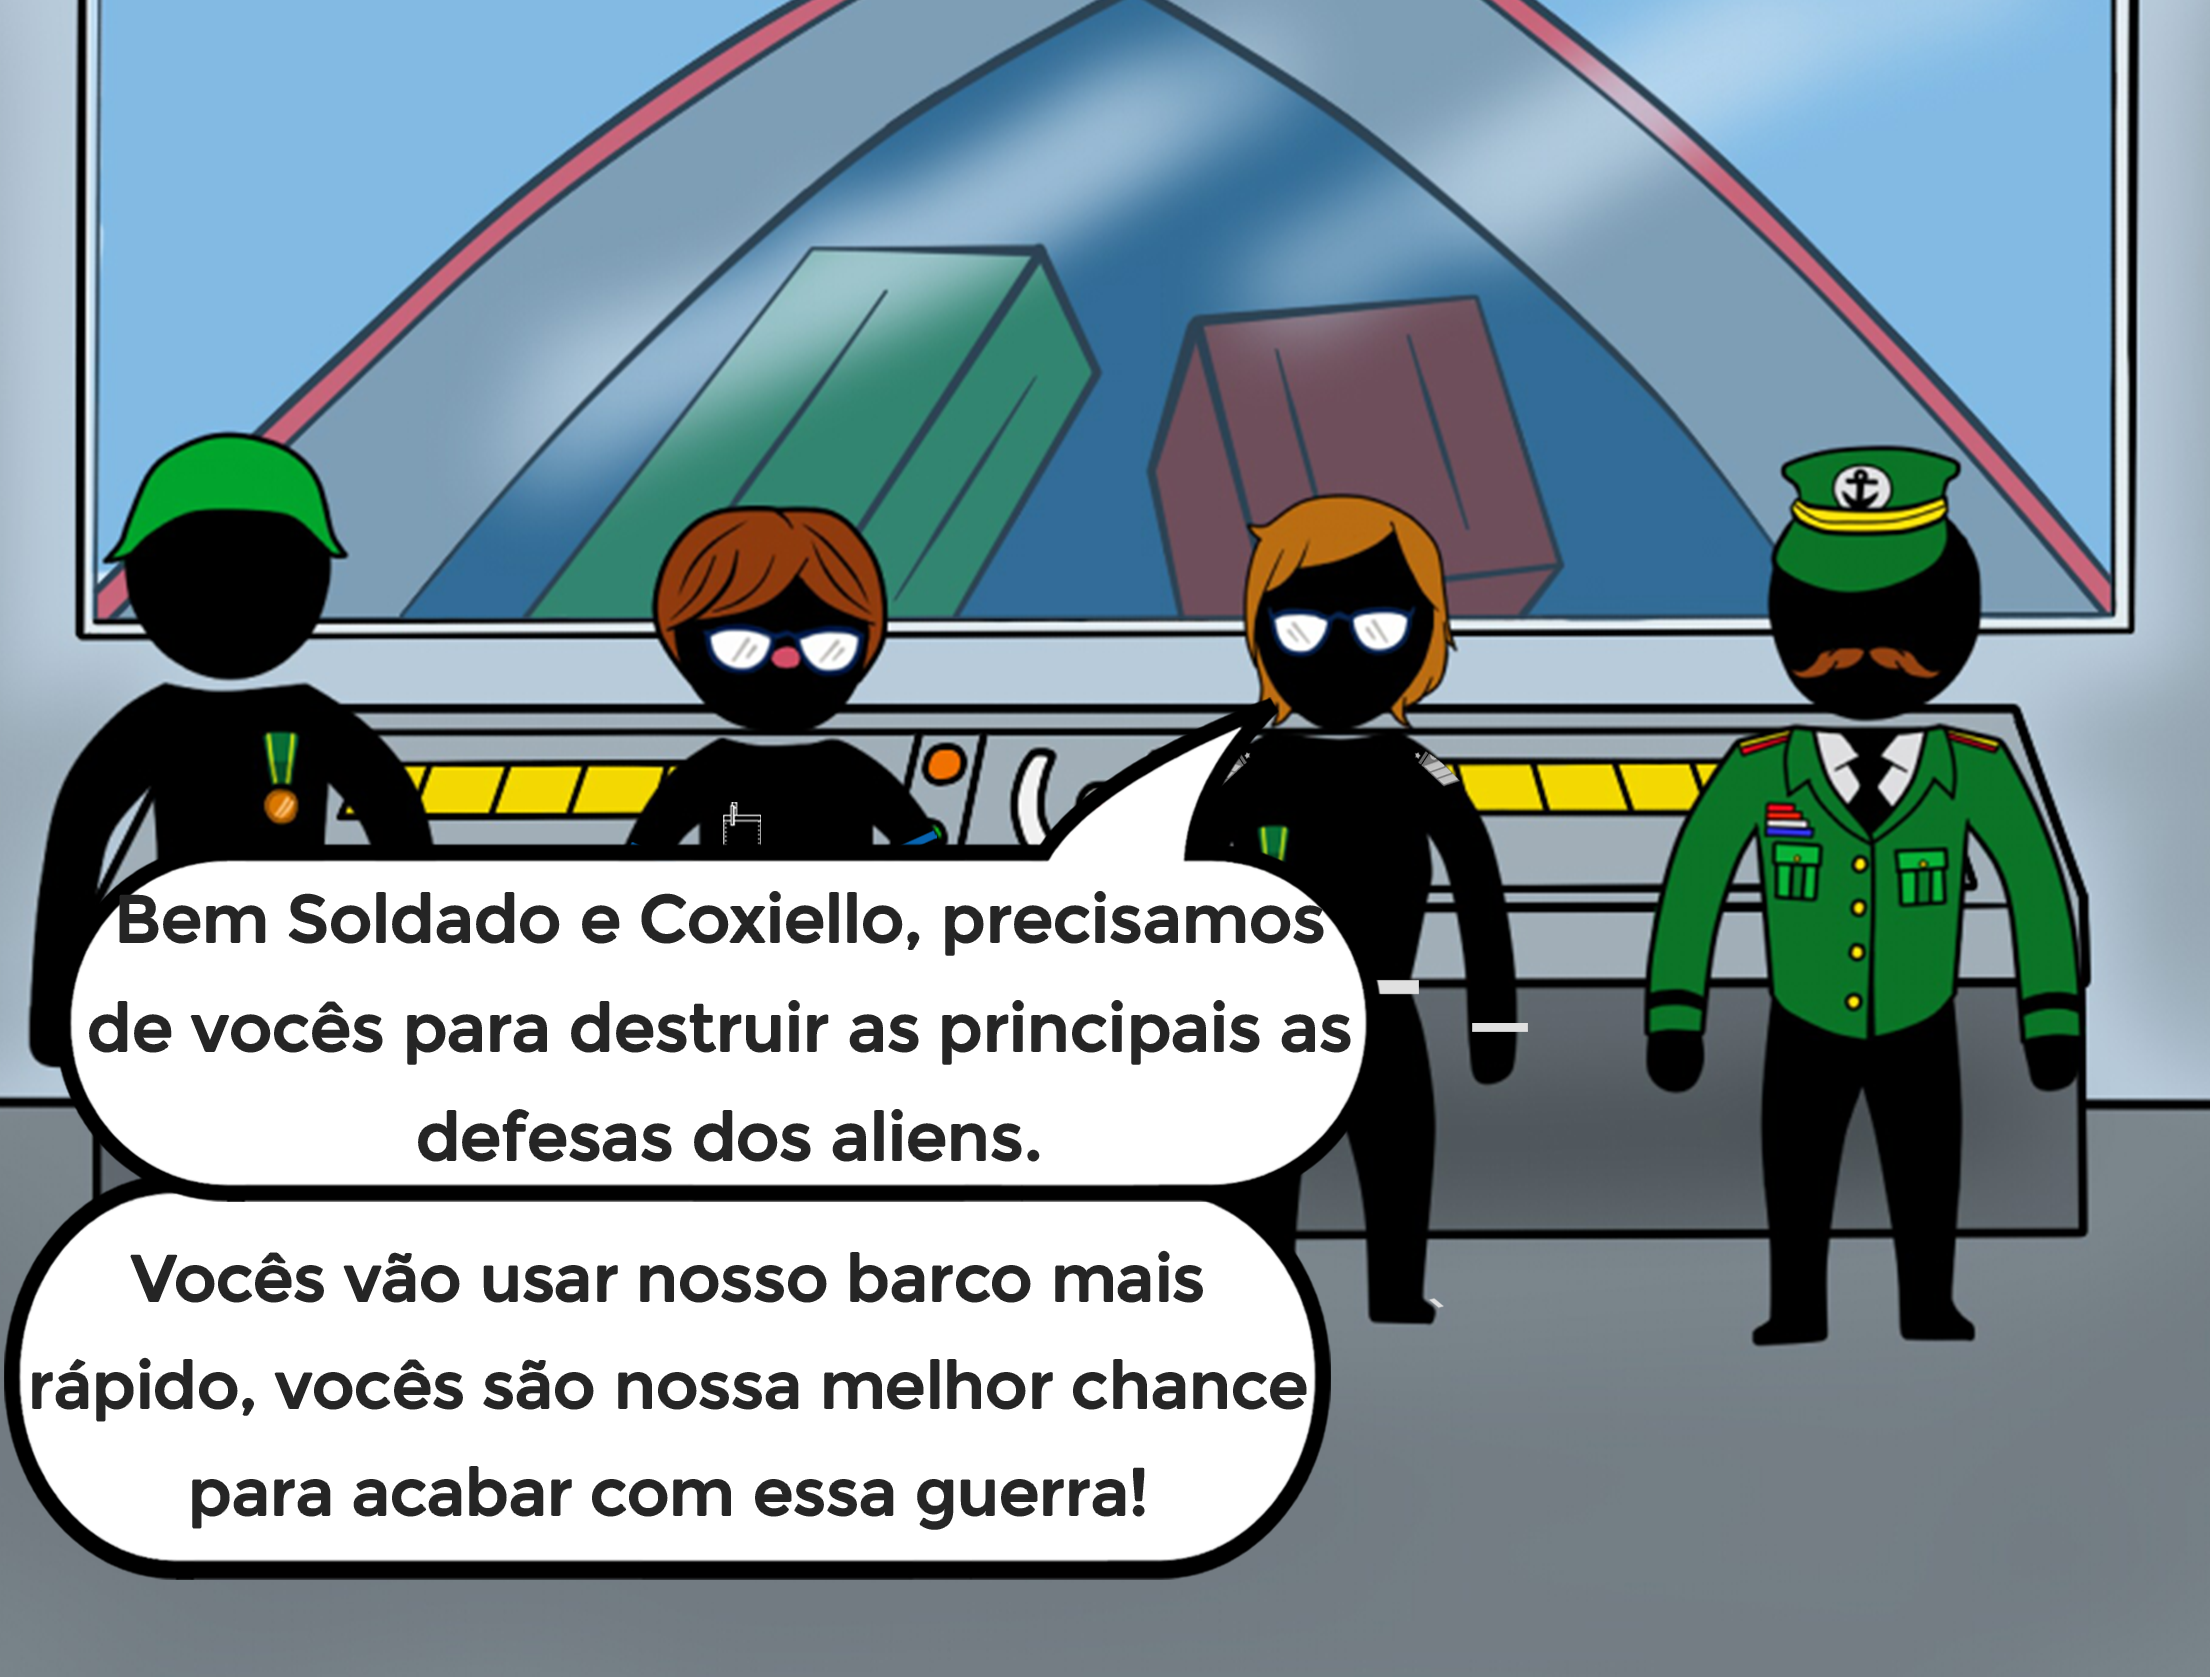 Bem Soldado e Coxiello, precisamos
de vocês para destruir as principais as
defesas dos aliens.
Vocês vão usar nosso barco mais
rápido, vocês são nossa melhor chance
para acabar com essa guerra!